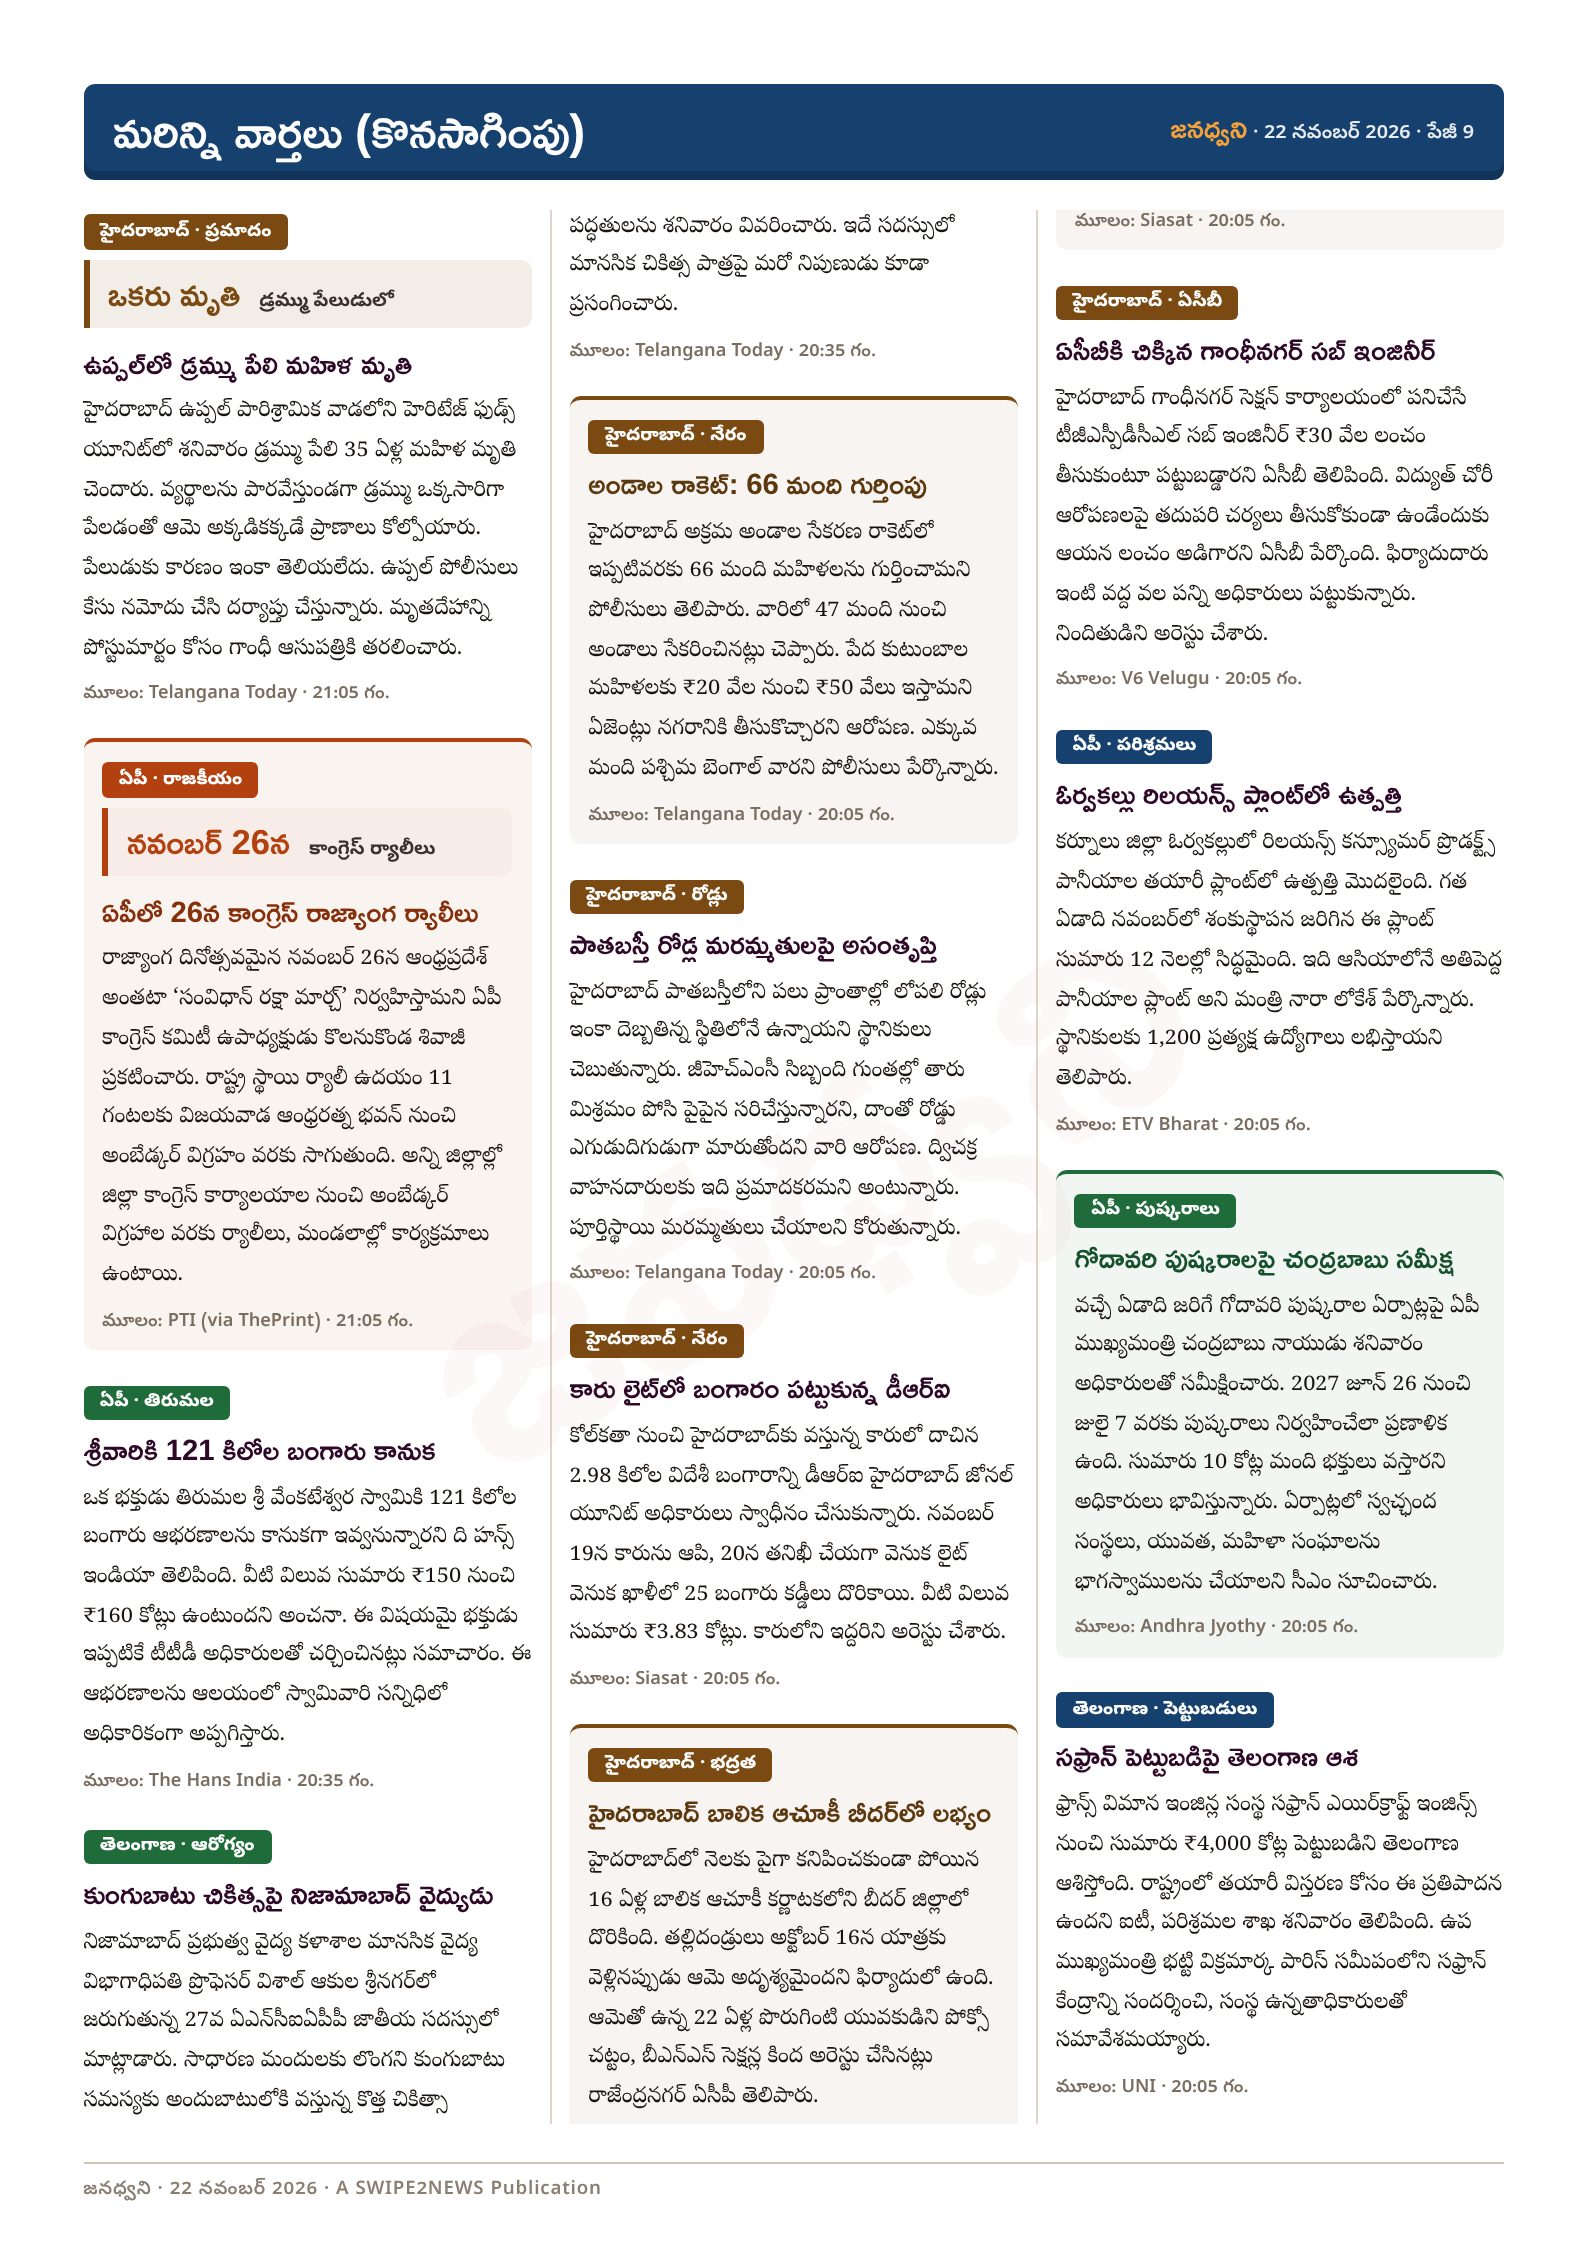 మరిన్ని వార్తలు (కొనసాగింపు)
జనధ్వని · 22 నవంబర్ 2026 · పేజీ 9
హైదరాబాద్ · ప్రమాదం
ఒకరు మృతి డ్రమ్ము పేలుడులో
ఉప్పల్‌లో డ్రమ్ము పేలి మహిళ మృతి
హైదరాబాద్ ఉప్పల్ పారిశ్రామిక వాడలోని హెరిటేజ్ ఫుడ్స్
యూనిట్‌లో శనివారం డ్రమ్ము పేలి 35 ఏళ్ల మహిళ మృతి
చెందారు. వ్యర్థాలను పారవేస్తుండగా డ్రమ్ము ఒక్కసారిగా
పేలడంతో ఆమె అక్కడికక్కడే ప్రాణాలు కోల్పోయారు.
పేలుడుకు కారణం ఇంకా తెలియలేదు. ఉప్పల్ పోలీసులు
కేసు నమోదు చేసి దర్యాప్తు చేస్తున్నారు. మృతదేహాన్ని
పోస్టుమార్టం కోసం గాంధీ ఆసుపత్రికి తరలించారు.
మూలం: Telangana Today · 21:05 గం.
ఏపీ · రాజకీయం
నవంబర్ 26న కాంగ్రెస్ ర్యాలీలు
ఏపీలో 26న కాంగ్రెస్ రాజ్యాంగ ర్యాలీలు
రాజ్యాంగ దినోత్సవమైన నవంబర్ 26న ఆంధ్రప్రదేశ్
అంతటా ‘సంవిధాన్ రక్షా మార్చ్’ నిర్వహిస్తామని ఏపీ
కాంగ్రెస్ కమిటీ ఉపాధ్యక్షుడు కొలనుకొండ శివాజీ
ప్రకటించారు. రాష్ట్ర స్థాయి ర్యాలీ ఉదయం 11
గంటలకు విజయవాడ ఆంధ్రరత్న భవన్ నుంచి
అంబేడ్కర్ విగ్రహం వరకు సాగుతుంది. అన్ని జిల్లాల్లో
జిల్లా కాంగ్రెస్ కార్యాలయాల నుంచి అంబేడ్కర్
విగ్రహాల వరకు ర్యాలీలు, మండలాల్లో కార్యక్రమాలు
ఉంటాయి.
మూలం: PTI (via ThePrint) · 21:05 గం.
ఏపీ · తిరుమల
శ్రీవారికి 121 కిలోల బంగారు కానుక
ఒక భక్తుడు తిరుమల శ్రీ వేంకటేశ్వర స్వామికి 121 కిలోల
బంగారు ఆభరణాలను కానుకగా ఇవ్వనున్నారని ది హన్స్
ఇండియా తెలిపింది. వీటి విలువ సుమారు ₹150 నుంచి
₹160 కోట్లు ఉంటుందని అంచనా. ఈ విషయమై భక్తుడు
ఇప్పటికే టీటీడీ అధికారులతో చర్చించినట్లు సమాచారం. ఈ
ఆభరణాలను ఆలయంలో స్వామివారి సన్నిధిలో
అధికారికంగా అప్పగిస్తారు.
మూలం: The Hans India · 20:35 గం.
తెలంగాణ · ఆరోగ్యం
కుంగుబాటు చికిత్సపై నిజామాబాద్ వైద్యుడు
నిజామాబాద్ ప్రభుత్వ వైద్య కళాశాల మానసిక వైద్య
విభాగాధిపతి ప్రొఫెసర్ విశాల్ ఆకుల శ్రీనగర్‌లో
జరుగుతున్న 27వ ఏఎన్‌సీఐఏపీపీ జాతీయ సదస్సులో
మాట్లాడారు. సాధారణ మందులకు లొంగని కుంగుబాటు
సమస్యకు అందుబాటులోకి వస్తున్న కొత్త చికిత్సా
పద్ధతులను శనివారం వివరించారు. ఇదే సదస్సులో
మానసిక చికిత్స పాత్రపై మరో నిపుణుడు కూడా
ప్రసంగించారు.
మూలం: Telangana Today · 20:35 గం.
హైదరాబాద్ · నేరం
అండాల రాకెట్: 66 మంది గుర్తింపు
హైదరాబాద్ అక్రమ అండాల సేకరణ రాకెట్‌లో
ఇప్పటివరకు 66 మంది మహిళలను గుర్తించామని
పోలీసులు తెలిపారు. వారిలో 47 మంది నుంచి
అండాలు సేకరించినట్లు చెప్పారు. పేద కుటుంబాల
మహిళలకు ₹20 వేల నుంచి ₹50 వేలు ఇస్తామని
ఏజెంట్లు నగరానికి తీసుకొచ్చారని ఆరోపణ. ఎక్కువ
మంది పశ్చిమ బెంగాల్ వారని పోలీసులు పేర్కొన్నారు.
మూలం: Telangana Today · 20:05 గం.
హైదరాబాద్ · రోడ్లు
పాతబస్తీ రోడ్ల మరమ్మతులపై అసంతృప్తి
హైదరాబాద్ పాతబస్తీలోని పలు ప్రాంతాల్లో లోపలి రోడ్లు
ఇంకా దెబ్బతిన్న స్థితిలోనే ఉన్నాయని స్థానికులు
చెబుతున్నారు. జీహెచ్ఎంసీ సిబ్బంది గుంతల్లో తారు
మిశ్రమం పోసి పైపైన సరిచేస్తున్నారని, దాంతో రోడ్డు
ఎగుడుదిగుడుగా మారుతోందని వారి ఆరోపణ. ద్విచక్ర
వాహనదారులకు ఇది ప్రమాదకరమని అంటున్నారు.
పూర్తిస్థాయి మరమ్మతులు చేయాలని కోరుతున్నారు.
మూలం: Telangana Today · 20:05 గం.
హైదరాబాద్ · నేరం
కారు లైట్‌లో బంగారం పట్టుకున్న డీఆర్ఐ
కోల్‌కతా నుంచి హైదరాబాద్‌కు వస్తున్న కారులో దాచిన
2.98 కిలోల విదేశీ బంగారాన్ని డీఆర్ఐ హైదరాబాద్ జోనల్
యూనిట్ అధికారులు స్వాధీనం చేసుకున్నారు. నవంబర్
19న కారును ఆపి, 20న తనిఖీ చేయగా వెనుక లైట్
వెనుక ఖాళీలో 25 బంగారు కడ్డీలు దొరికాయి. వీటి విలువ
సుమారు ₹3.83 కోట్లు. కారులోని ఇద్దరిని అరెస్టు చేశారు.
మూలం: Siasat · 20:05 గం.
హైదరాబాద్ · భద్రత
హైదరాబాద్ బాలిక ఆచూకీ బీదర్‌లో లభ్యం
హైదరాబాద్‌లో నెలకు పైగా కనిపించకుండా పోయిన
16 ఏళ్ల బాలిక ఆచూకీ కర్ణాటకలోని బీదర్ జిల్లాలో
దొరికింది. తల్లిదండ్రులు అక్టోబర్ 16న యాత్రకు
వెళ్లినప్పుడు ఆమె అదృశ్యమైందని ఫిర్యాదులో ఉంది.
ఆమెతో ఉన్న 22 ఏళ్ల పొరుగింటి యువకుడిని పోక్సో
చట్టం, బీఎన్ఎస్ సెక్షన్ల కింద అరెస్టు చేసినట్లు
రాజేంద్రనగర్ ఏసీపీ తెలిపారు.
మూలం: Siasat · 20:05 గం.
హైదరాబాద్ · ఏసీబీ
ఏసీబీకి చిక్కిన గాంధీనగర్ సబ్ ఇంజినీర్
హైదరాబాద్ గాంధీనగర్ సెక్షన్ కార్యాలయంలో పనిచేసే
టీజీఎస్పీడీసీఎల్ సబ్ ఇంజినీర్ ₹30 వేల లంచం
తీసుకుంటూ పట్టుబడ్డారని ఏసీబీ తెలిపింది. విద్యుత్ చోరీ
ఆరోపణలపై తదుపరి చర్యలు తీసుకోకుండా ఉండేందుకు
ఆయన లంచం అడిగారని ఏసీబీ పేర్కొంది. ఫిర్యాదుదారు
ఇంటి వద్ద వల పన్ని అధికారులు పట్టుకున్నారు.
నిందితుడిని అరెస్టు చేశారు.
మూలం: V6 Velugu · 20:05 గం.
ఏపీ · పరిశ్రమలు
ఓర్వకల్లు రిలయన్స్ ప్లాంట్‌లో ఉత్పత్తి
కర్నూలు జిల్లా ఓర్వకల్లులో రిలయన్స్ కన్స్యూమర్ ప్రొడక్ట్స్
పానీయాల తయారీ ప్లాంట్‌లో ఉత్పత్తి మొదలైంది. గత
ఏడాది నవంబర్‌లో శంకుస్థాపన జరిగిన ఈ ప్లాంట్
సుమారు 12 నెలల్లో సిద్ధమైంది. ఇది ఆసియాలోనే అతిపెద్ద
పానీయాల ప్లాంట్ అని మంత్రి నారా లోకేశ్ పేర్కొన్నారు.
స్థానికులకు 1,200 ప్రత్యక్ష ఉద్యోగాలు లభిస్తాయని
తెలిపారు.
మూలం: ETV Bharat · 20:05 గం.
ఏపీ · పుష్కరాలు
గోదావరి పుష్కరాలపై చంద్రబాబు సమీక్ష
వచ్చే ఏడాది జరిగే గోదావరి పుష్కరాల ఏర్పాట్లపై ఏపీ
ముఖ్యమంత్రి చంద్రబాబు నాయుడు శనివారం
అధికారులతో సమీక్షించారు. 2027 జూన్ 26 నుంచి
జులై 7 వరకు పుష్కరాలు నిర్వహించేలా ప్రణాళిక
ఉంది. సుమారు 10 కోట్ల మంది భక్తులు వస్తారని
అధికారులు భావిస్తున్నారు. ఏర్పాట్లలో స్వచ్ఛంద
సంస్థలు, యువత, మహిళా సంఘాలను
భాగస్వాములను చేయాలని సీఎం సూచించారు.
మూలం: Andhra Jyothy · 20:05 గం.
తెలంగాణ · పెట్టుబడులు
సఫ్రాన్ పెట్టుబడిపై తెలంగాణ ఆశ
ఫ్రాన్స్ విమాన ఇంజిన్ల సంస్థ సఫ్రాన్ ఎయిర్‌క్రాఫ్ట్ ఇంజిన్స్
నుంచి సుమారు ₹4,000 కోట్ల పెట్టుబడిని తెలంగాణ
ఆశిస్తోంది. రాష్ట్రంలో తయారీ విస్తరణ కోసం ఈ ప్రతిపాదన
ఉందని ఐటీ, పరిశ్రమల శాఖ శనివారం తెలిపింది. ఉప
ముఖ్యమంత్రి భట్టి విక్రమార్క పారిస్ సమీపంలోని సఫ్రాన్
కేంద్రాన్ని సందర్శించి, సంస్థ ఉన్నతాధికారులతో
సమావేశమయ్యారు.
మూలం: UNI · 20:05 గం.
జనధ్వని
జనధ్వని · 22 నవంబర్ 2026 · A SWIPE2NEWS Publication